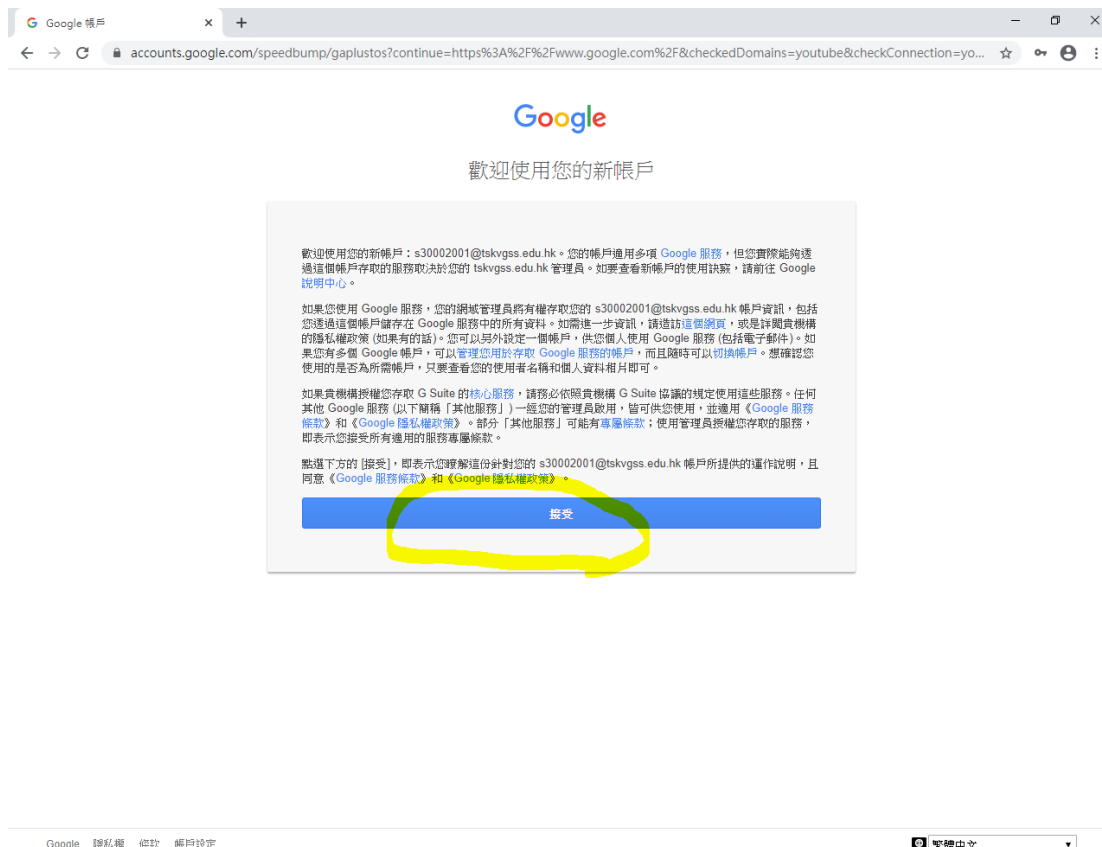 Google 帳戶
accounts.google.com/speedbump/gaplustos?continue=https%3A%2F%2Fwww.google.com%2F&checkedDomains=youtube&checkConnection=yo...
Google
歡迎使用您的新帳戶
歡迎使用您的新帳戶：s30002001@tskvgss.edu.hk。您的帳戶適用多項 Google 服務，但您實際能夠透
過這個帳戶存取的服務取決於您的 tskvgss.edu.hk 管理員。如要查看新帳戶的使用訣竅，請前往 Google
說明中心。
如果您使用 Google 服務，您的網域管理員將有權存取您的 s30002001@tskvgss.edu.hk 帳戶資訊，包括
您透過這個帳戶儲存在 Google 服務中的所有資料。如需進一步資訊，請造訪這個網頁，或是詳閱貴機構
的隱私權政策 (如果有的話)。您可以另外設定一個帳戶，供您個人使用 Google 服務 (包括電子郵件)。如
果您有多個 Google 帳戶，可以管理您用於存取 Google 服務的帳戶，而且隨時可以切換帳戶。想確認您
使用的是否為所需帳戶，只要查看您的使用者名稱和個人資料相片即可。
如果貴機構授權您存取 G Suite 的核心服務，請務必依照貴機構 G Suite 協議的規定使用這些服務。任何
其他 Google 服務 (以下簡稱「其他服務」) 一經您的管理員啟用，皆可供您使用，並適用《Google 服務
條款》和《Google 隱私權政策》。部分「其他服務」可能有專屬條款；使用管理員授權您存取的服務，
即表示您接受所有適用的服務專屬條款。
點選下方的 [接受]，即表示您瞭解這份針對您的 s30002001@tskvgss.edu.hk 帳戶所提供的運作說明，且
同意《Google 服務條款》和《Google 隱私權政策》。
接受
Google 隱私權 條款 帳戶設定
繁體中文